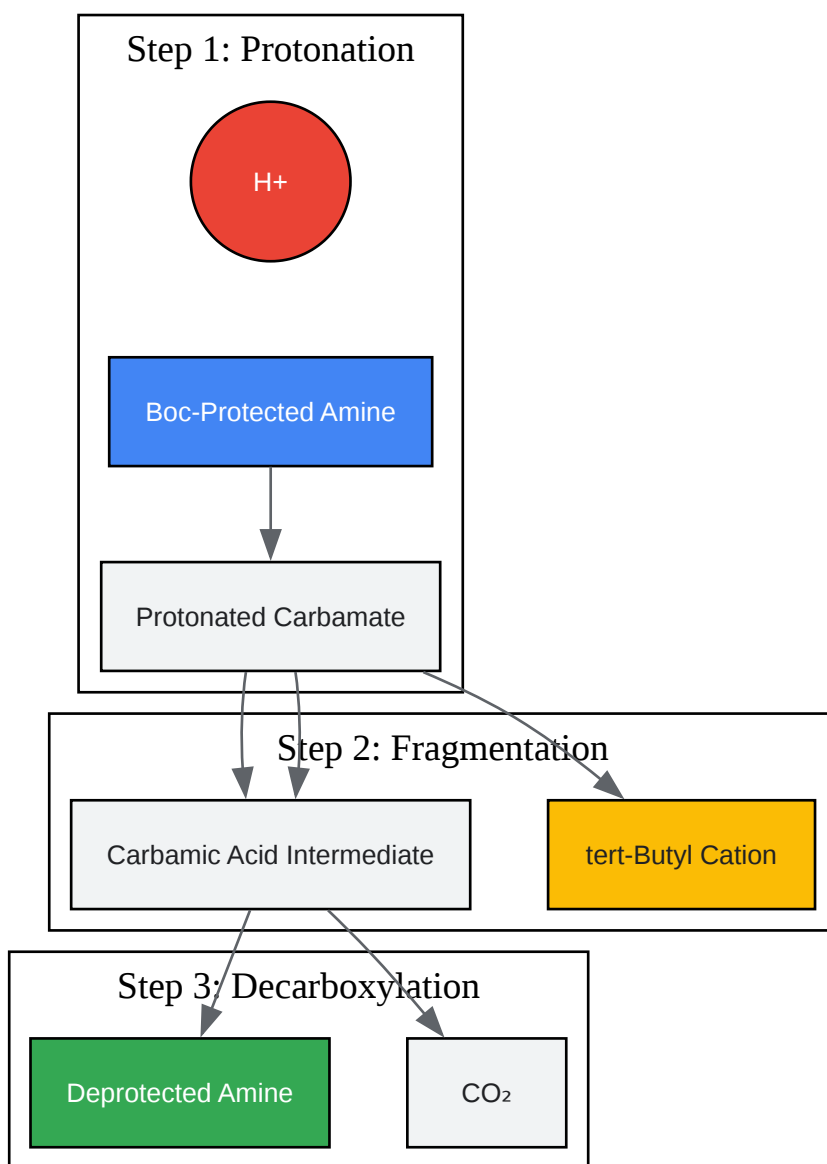 Step 1: Protonation
H+
Boc-Protected Amine
Protonated Carbamate
Step 2: Fragmentation
Carbamic Acid Intermediate
tert-Butyl Cation
Step 3: Decarboxylation
Deprotected Amine
CO₂